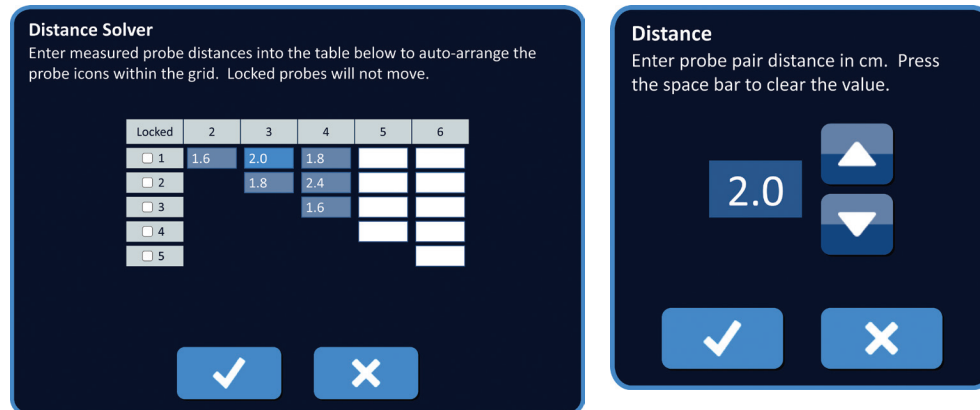 Distance Solver
Enter measured probe distances into the table below to auto-arrange the
probe icons within the grid.  Locked probes will not move.
Locked 2 3 4 5 6
1 1.6 2.0 1.8
2 1.8 2.4
3 1.6
4
5
Distance
Enter probe pair distance in cm.  Press
the space bar to clear the value.
2.0